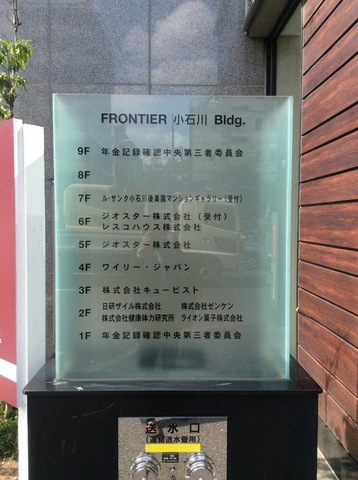 FRONTIER 小石川 Bldg.
9F 年金記録確認中央第三者委員会
8F
7F ル・サンク小石川後楽園マンションギャラリー(受付)
6F ジオスター株式会社(受付)
レスコハウス株式会社
5F ジオスター株式会社
4F ワイリー・ジャパン
3F 株式会社キュービスト
2F 日研ザイル株式会社 株式会社ゼンケン
株式会社健康体力研究所 ライオン菓子株式会社
1F 年金記録確認中央第三者委員会
送水口
(連結送水管用)